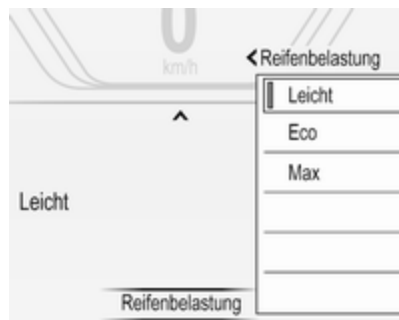 0
km/h
Reifenbelastung
Leicht
Eco
Max
Leicht
Reifenbelastung